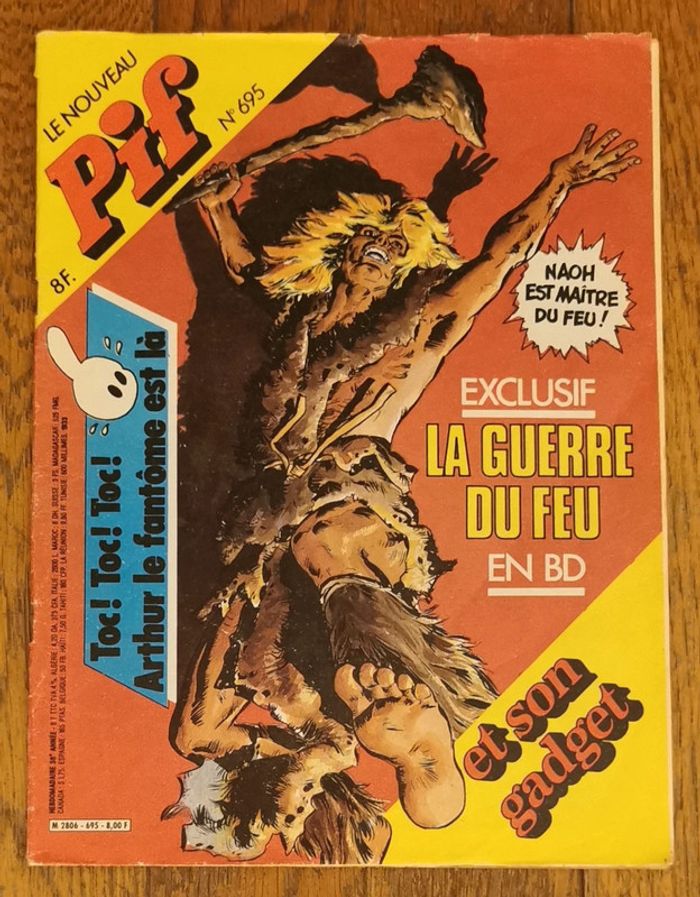 LE NOUVEAU
Pif
N° 695
8F.
NAOH
EST MAÎTRE
DU FEU !
EXCLUSIF
LA GUERRE
DU FEU
EN BD
Toc! Toc! Toc!
Arthur le fantôme est là
et son
gadget
M 2806 - 695 - 8,00 F